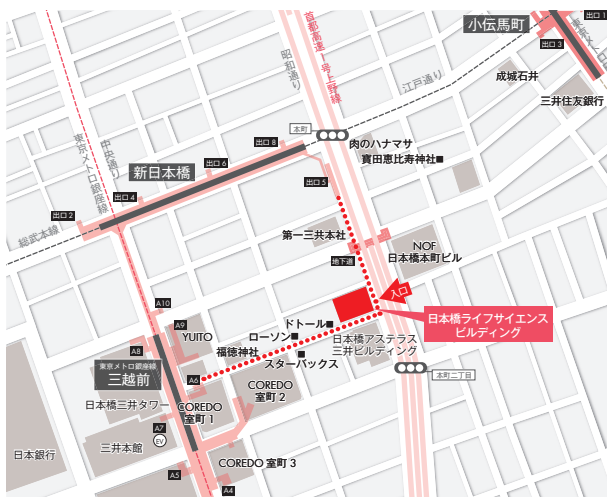 出口 1
小伝馬町
出口 3
東京メトロ
首都高速一号上野線
昭和通り
江戸通り
成城石井
三井住友銀行
本町
肉のハナマサ
寶田恵比寿神社
出口 8
出口 6
新日本橋
出口 5
中央通り
東京メトロ銀座線
出口 4
出口 2
総武本線
第一三共本社
地下道
NOF
日本橋本町ビル
入口
日本橋ライフサイエンス
ビルディング
A10
A9
YUITO
ドトール
ローソン
福徳神社
スターバックス
日本橋アステラス
三井ビルディング
本町二丁目
A8
東京メトロ銀座線
三越前
A6
COREDO
室町 2
日本橋三井タワー
COREDO
室町 1
A7
EV
三井本館
日本銀行
A5
COREDO 室町 3
A4